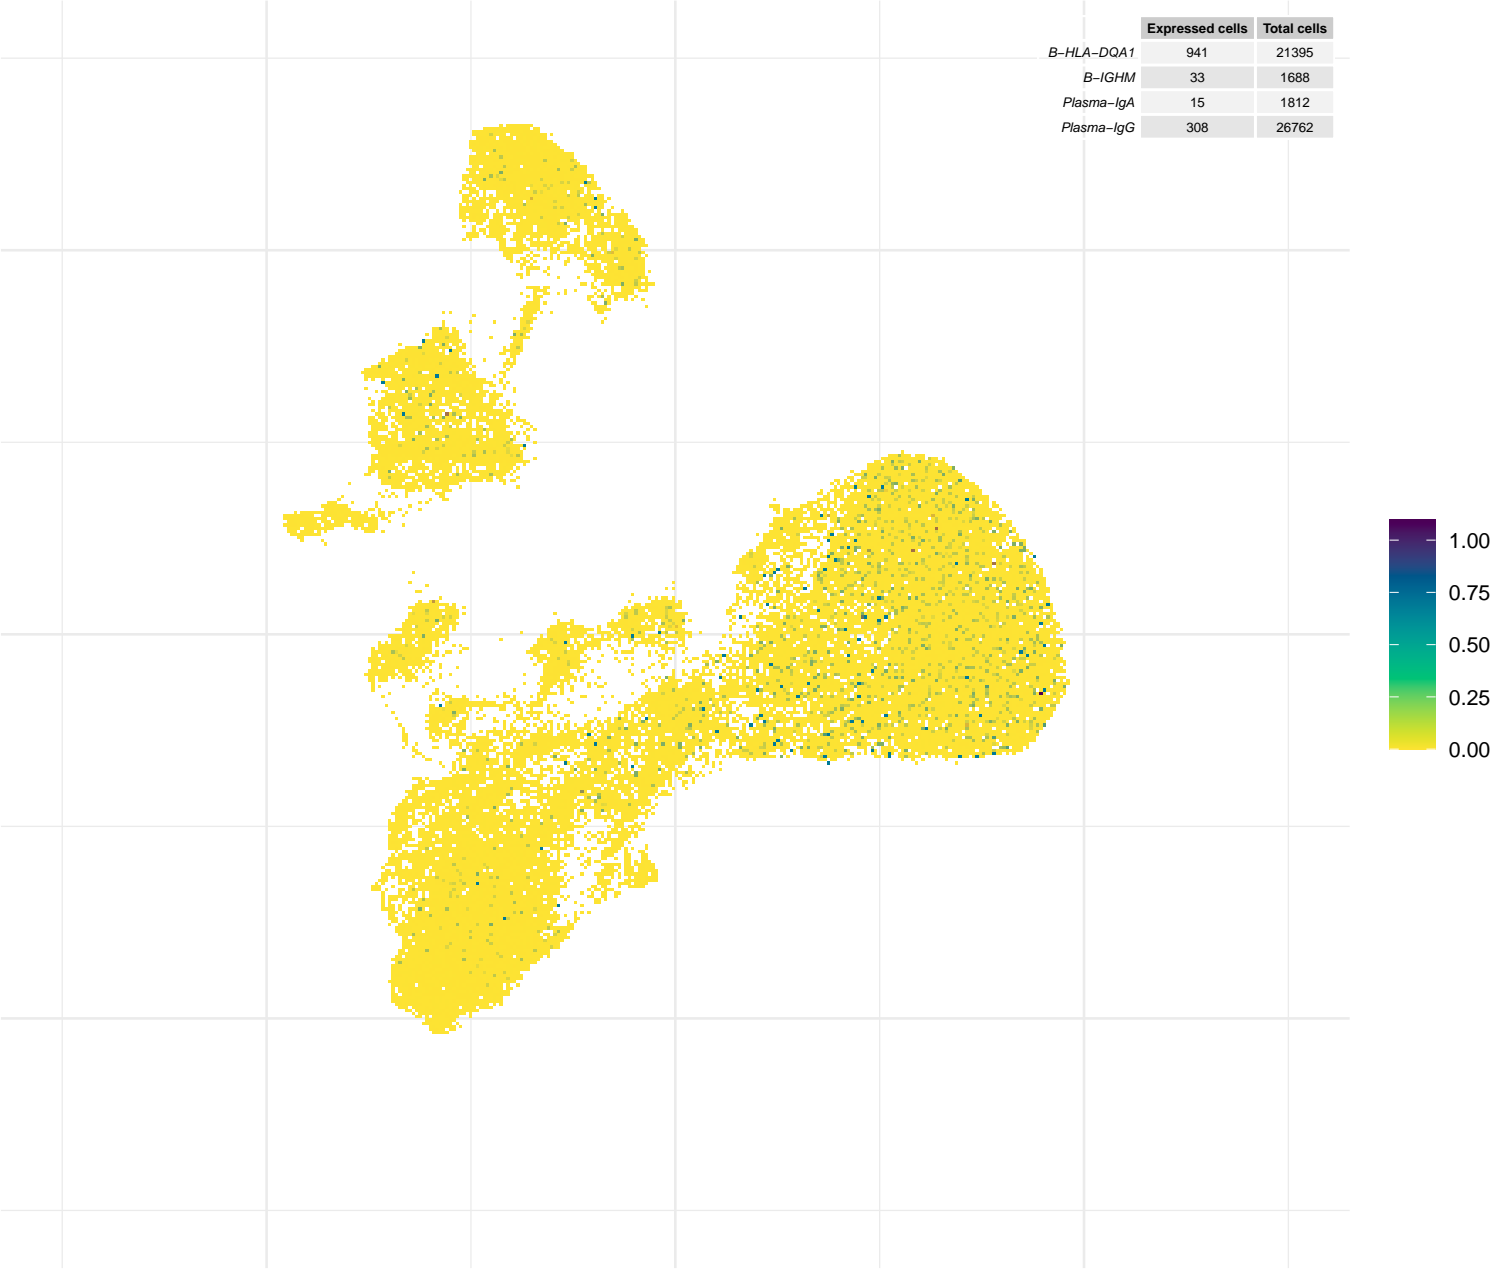 Expressed cells Total cells
B−HLA−DQA1 941 21395
B−IGHM 33 1688
Plasma−IgA 15 1812
Plasma−IgG 308 26762
1.00
0.75
0.50
0.25
0.00